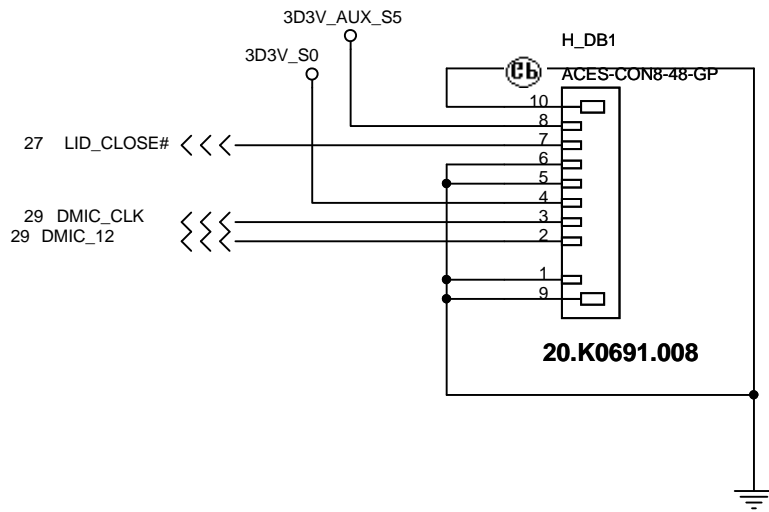 3D3V_AUX_S5
H_DB1
3D3V_S0
ACES-CON8-48-GP
10
8
27 LID_CLOSE# 7
6
5
4
29 DMIC_CLK 3
29 DMIC_12 2
1
9
20.K0691.008